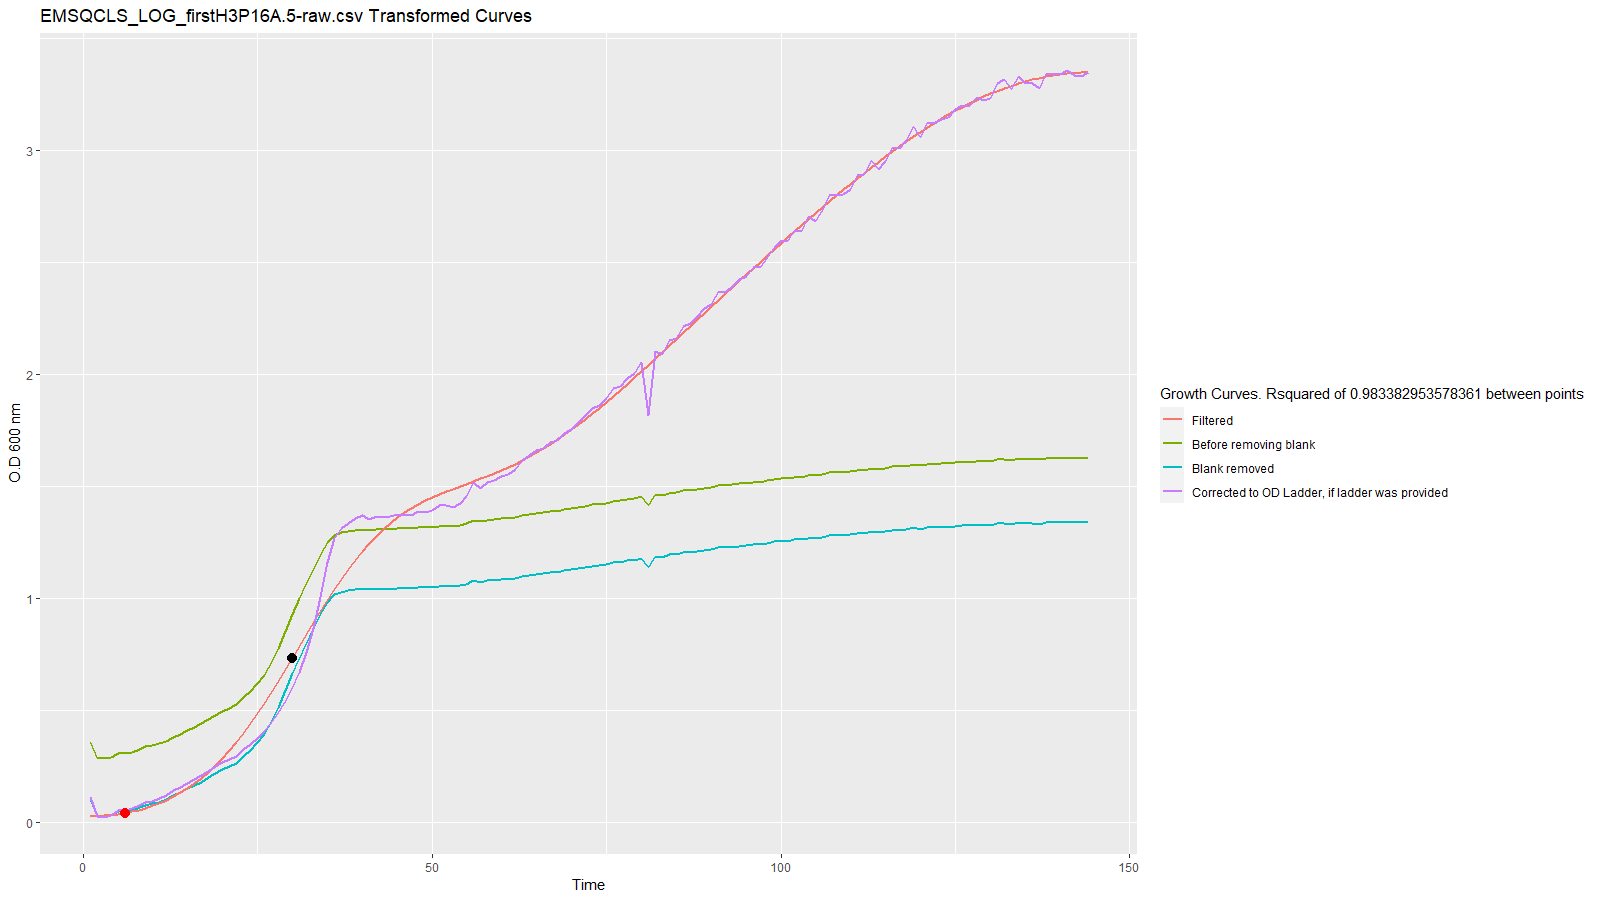 EMSQCLS_LOG_firstH3P16A.5-raw.csv Transformed Curves
3
2
1
0
O.D 600 nm
0
50
100
150
Time
Growth Curves. Rsquared of 0.983382953578361 between points
Filtered
Before removing blank
Blank removed
Corrected to OD Ladder, if ladder was provided